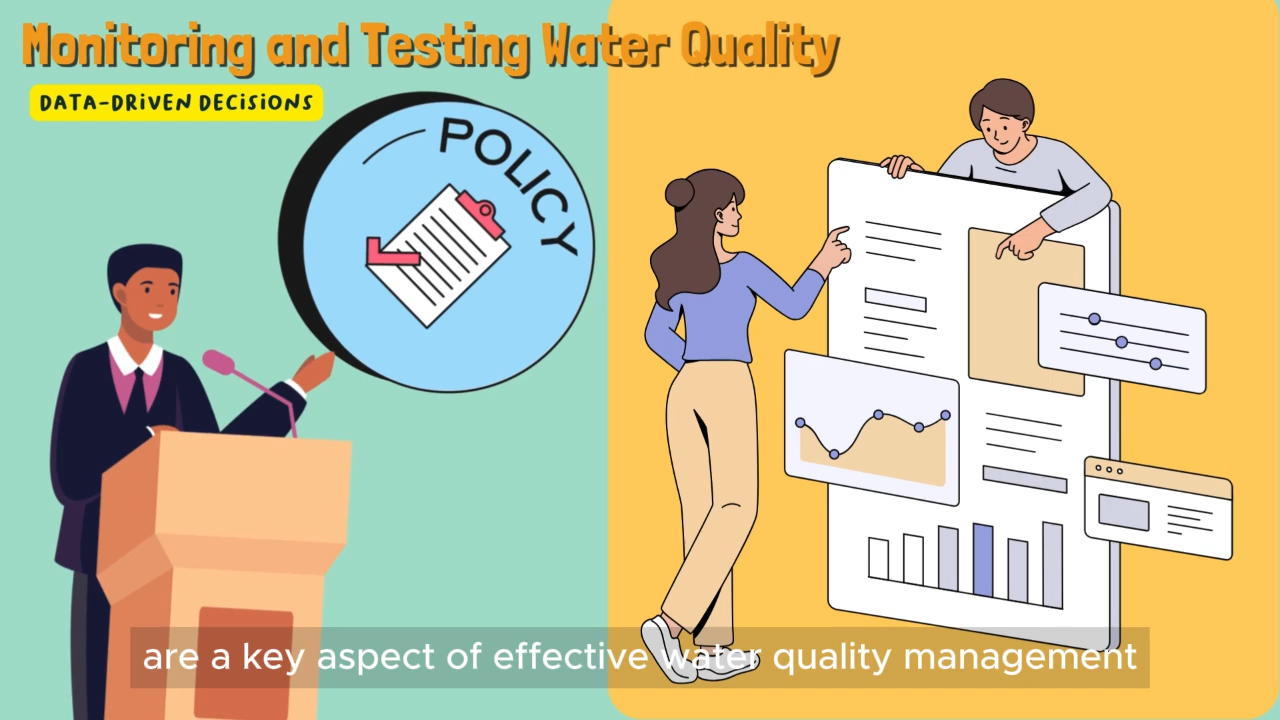 Monitoring and Testing Water Quality
DATA-DRiVEN DECiSiONS
POLICY
are a key aspect of effective water quality management